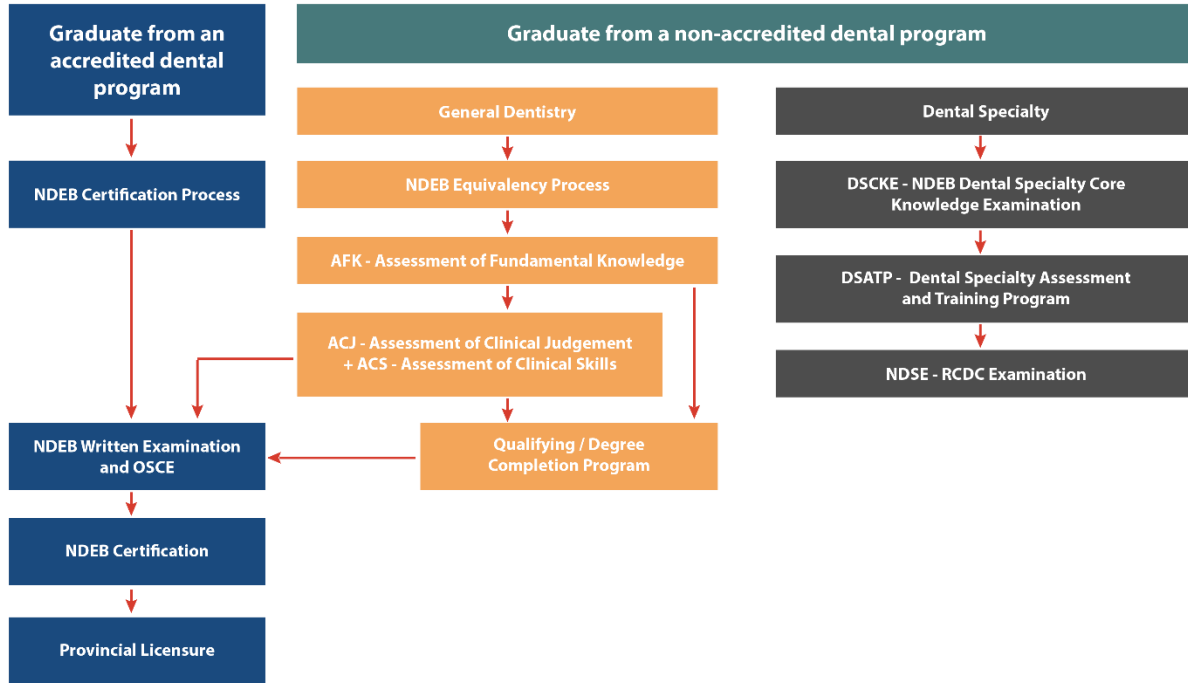 Graduate from an
accredited dental
program
NDEB Certification Process
NDEB Written Examination
and OSCE
NDEB Certification
Provincial Licensure
Graduate from a non-accredited dental program
General Dentistry
NDEB Equivalency Process
AFK - Assessment of Fundamental Knowledge
ACJ - Assessment of Clinical Judgement
+ ACS - Assessment of Clinical Skills
Qualifying / Degree
Completion Program
Dental Specialty
DSCKE - NDEB Dental Specialty Core
Knowledge Examination
DSATP - Dental Specialty Assessment
and Training Program
NDSE - RCDC Examination